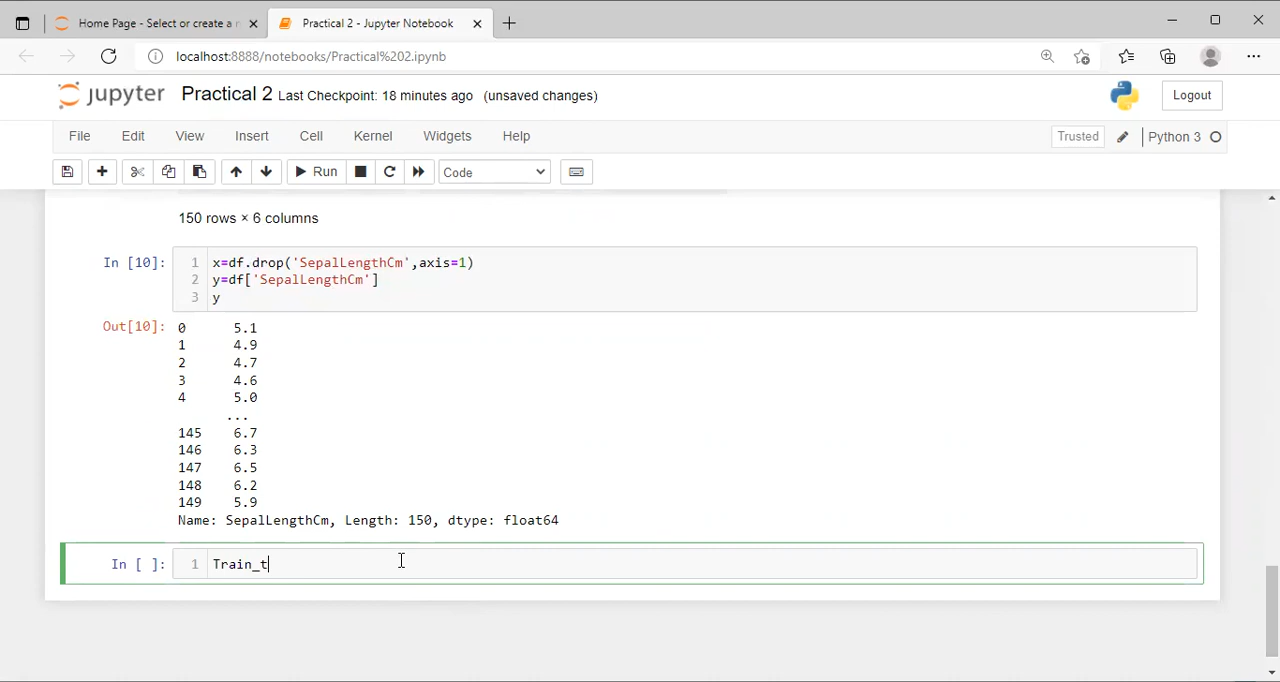 Home Page - Select or create a n
Practical 2 - Jupyter Notebook
localhost:8888/notebooks/Practical%202.ipynb
jupyter Practical 2 Last Checkpoint: 18 minutes ago (unsaved changes)
Logout
File Edit View Insert Cell Kernel Widgets Help
Trusted
Python 3
Run
Code
150 rows × 6 columns
In [10]:
1 x=df.drop('SepalLengthCm',axis=1)
2 y=df['SepalLengthCm']
3 y
Out[10]:
0 5.1
1 4.9
2 4.7
3 4.6
4 5.0
...
145 6.7
146 6.3
147 6.5
148 6.2
149 5.9
Name: SepalLengthCm, Length: 150, dtype: float64
In [ ]:
1 Train_t